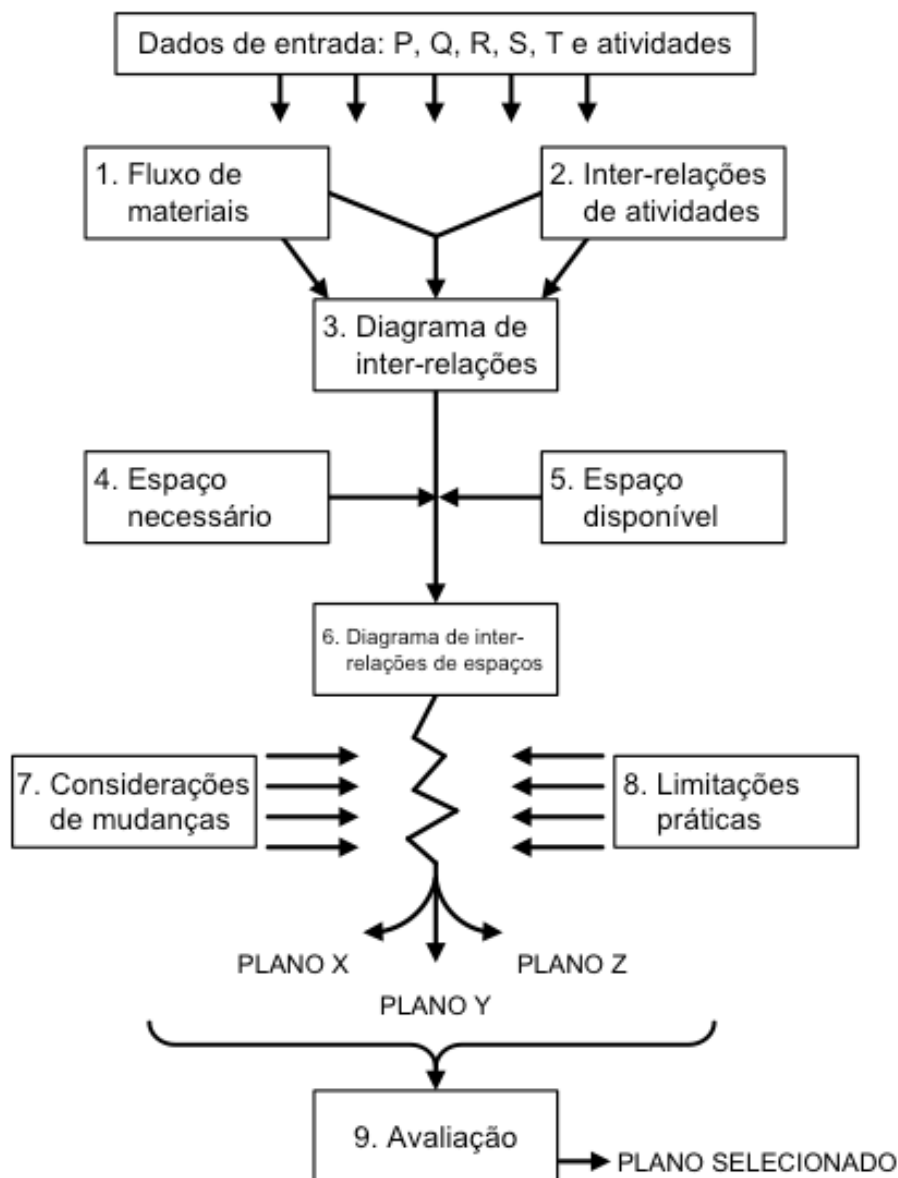 Dados de entrada: P, Q, R, S, T e atividades
1. Fluxo de
materiais
2. Inter-relações
de atividades
3. Diagrama de
inter-relações
4. Espaço
necessário
5. Espaço
disponível
6. Diagrama de inter-
relações de espaços
7. Considerações
de mudanças
8. Limitações
práticas
PLANO X
PLANO Z
PLANO Y
9. Avaliação
PLANO SELECIONADO